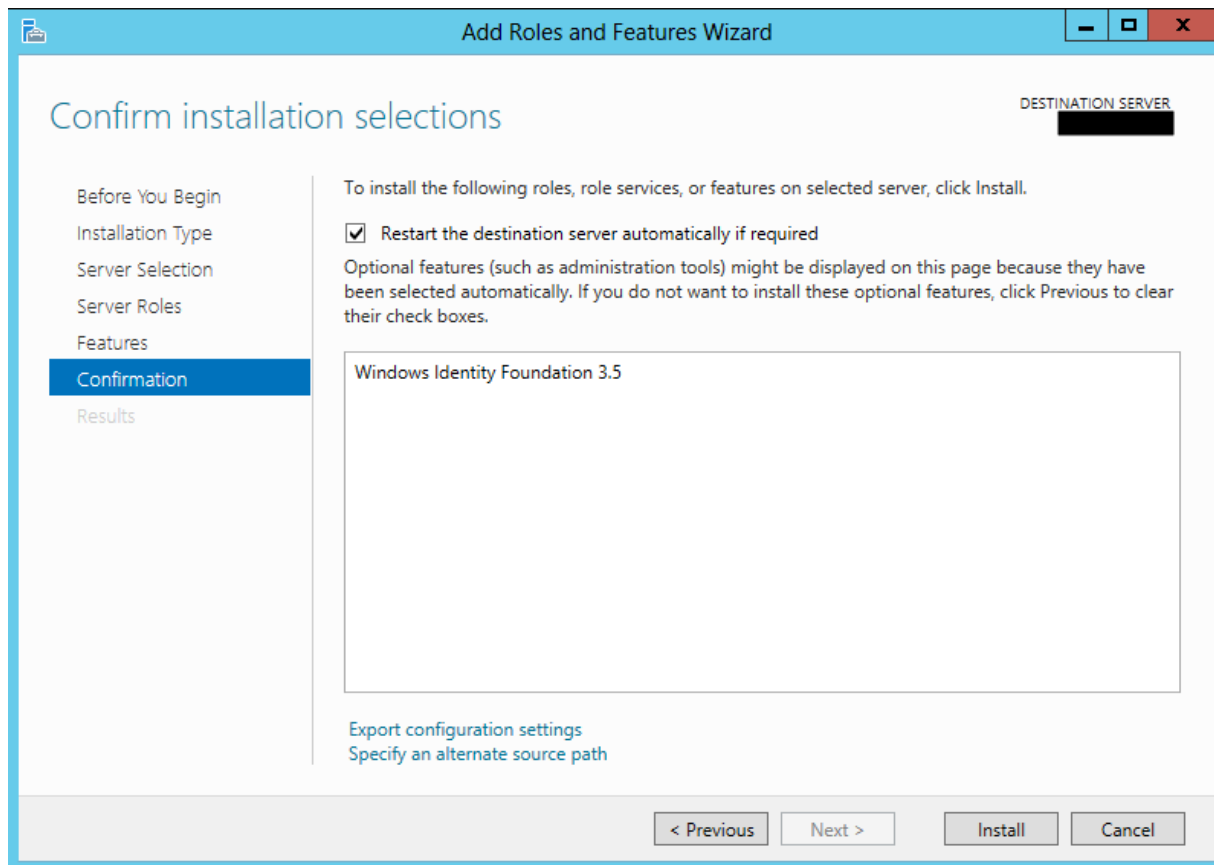 Add Roles and Features Wizard
Confirm installation selections
DESTINATION SERVER
Before You Begin
Installation Type
Server Selection
Server Roles
Features
Confirmation
Results
To install the following roles, role services, or features on selected server, click Install.
Restart the destination server automatically if required
Optional features (such as administration tools) might be displayed on this page because they have
been selected automatically. If you do not want to install these optional features, click Previous to clear
their check boxes.
Windows Identity Foundation 3.5
Export configuration settings
Specify an alternate source path
< Previous
Next >
Install
Cancel